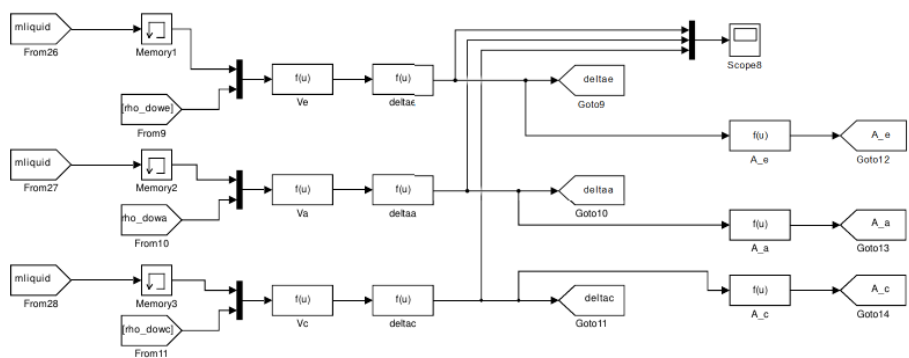 mliquid
From26
Memory1
[rho_dowe]
From9
f(u)
Ve
f(u)
deltae
Scope8
deltae
Goto9
f(u)
A_e
A_e
Goto12
mliquid
From27
Memory2
rho_dowa
From10
f(u)
Va
f(u)
deltaa
deltaa
Goto10
f(u)
A_a
A_a
Goto13
mliquid
From28
Memory3
[rho_dowc]
From11
f(u)
Vc
f(u)
deltac
deltac
Goto11
f(u)
A_c
A_c
Goto14